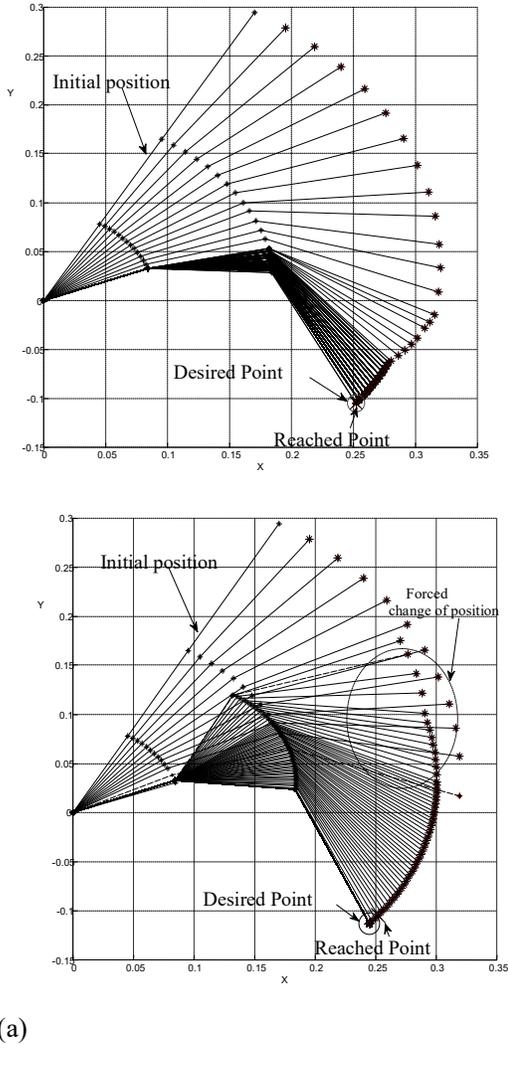 0.3
0.25
Initial position
Y
0.2
0.15
0.1
0.05
0
-0.05
Desired Point
-0.1
Reached Point
-0.15
0 0.05 0.1 0.15 0.2 0.25 0.3 0.35
X
0.3
Initial position
0.25
Forced
change of position
Y
0.2
0.15
0.1
0.05
0
-0.05
Desired Point
-0.1
Reached Point
-0.15
0 0.05 0.1 0.15 0.2 0.25 0.3 0.35
X
(a)